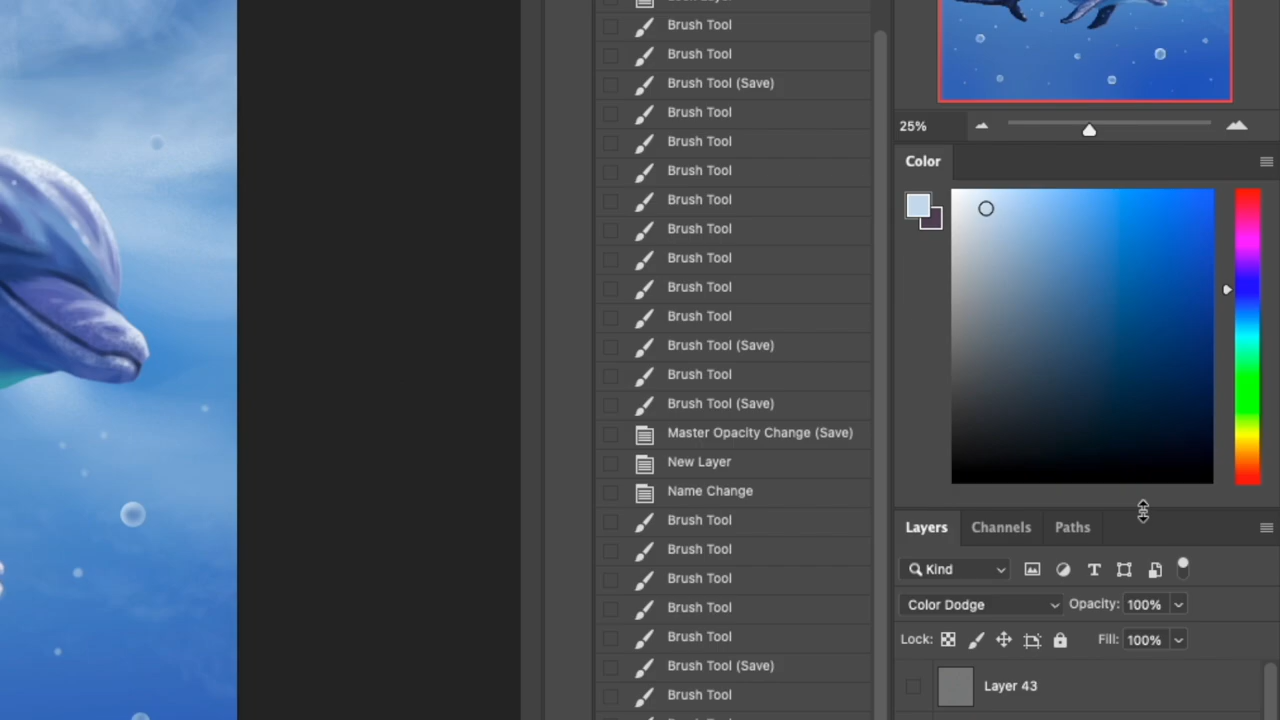 Brush Tool
Brush Tool
Brush Tool (Save)
Brush Tool
Brush Tool
Brush Tool
Brush Tool
Brush Tool
Brush Tool
Brush Tool
Brush Tool
Brush Tool (Save)
Brush Tool
Brush Tool (Save)
Master Opacity Change (Save)
New Layer
Name Change
Brush Tool
Brush Tool
Brush Tool
Brush Tool
Brush Tool
Brush Tool (Save)
Brush Tool
25%
Color
Layers Channels Paths
Kind
Color Dodge Opacity: 100%
Lock: Fill: 100%
Layer 43